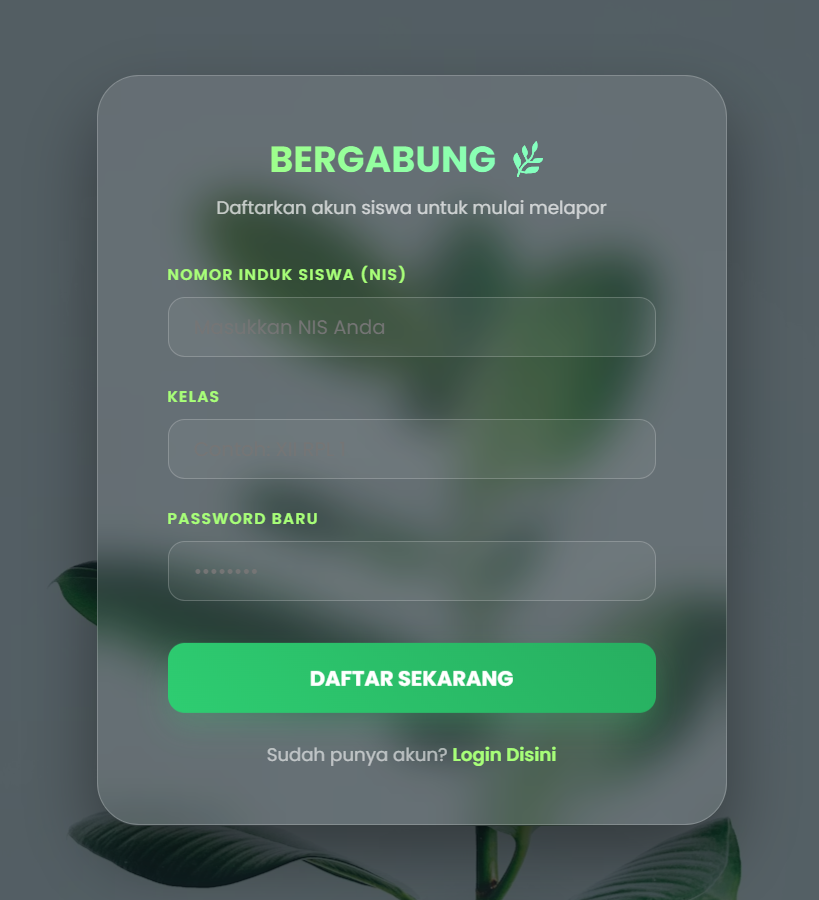 BERGABUNG
Daftarkan akun siswa untuk mulai melapor
NOMOR INDUK SISWA (NIS)
Masukkan NIS Anda
KELAS
PASSWORD BARU
••••••••
DAFTAR SEKARANG
Sudah punya akun? Login Disini